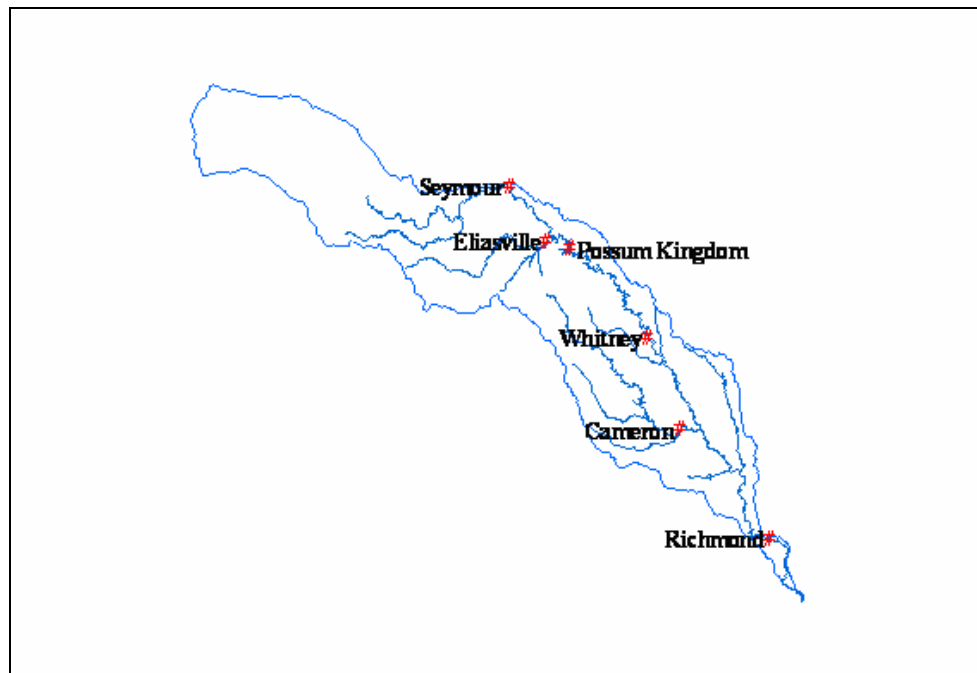 Seymour
Eliasville
Possum Kingdom
Whitney
Cameron
Richmond